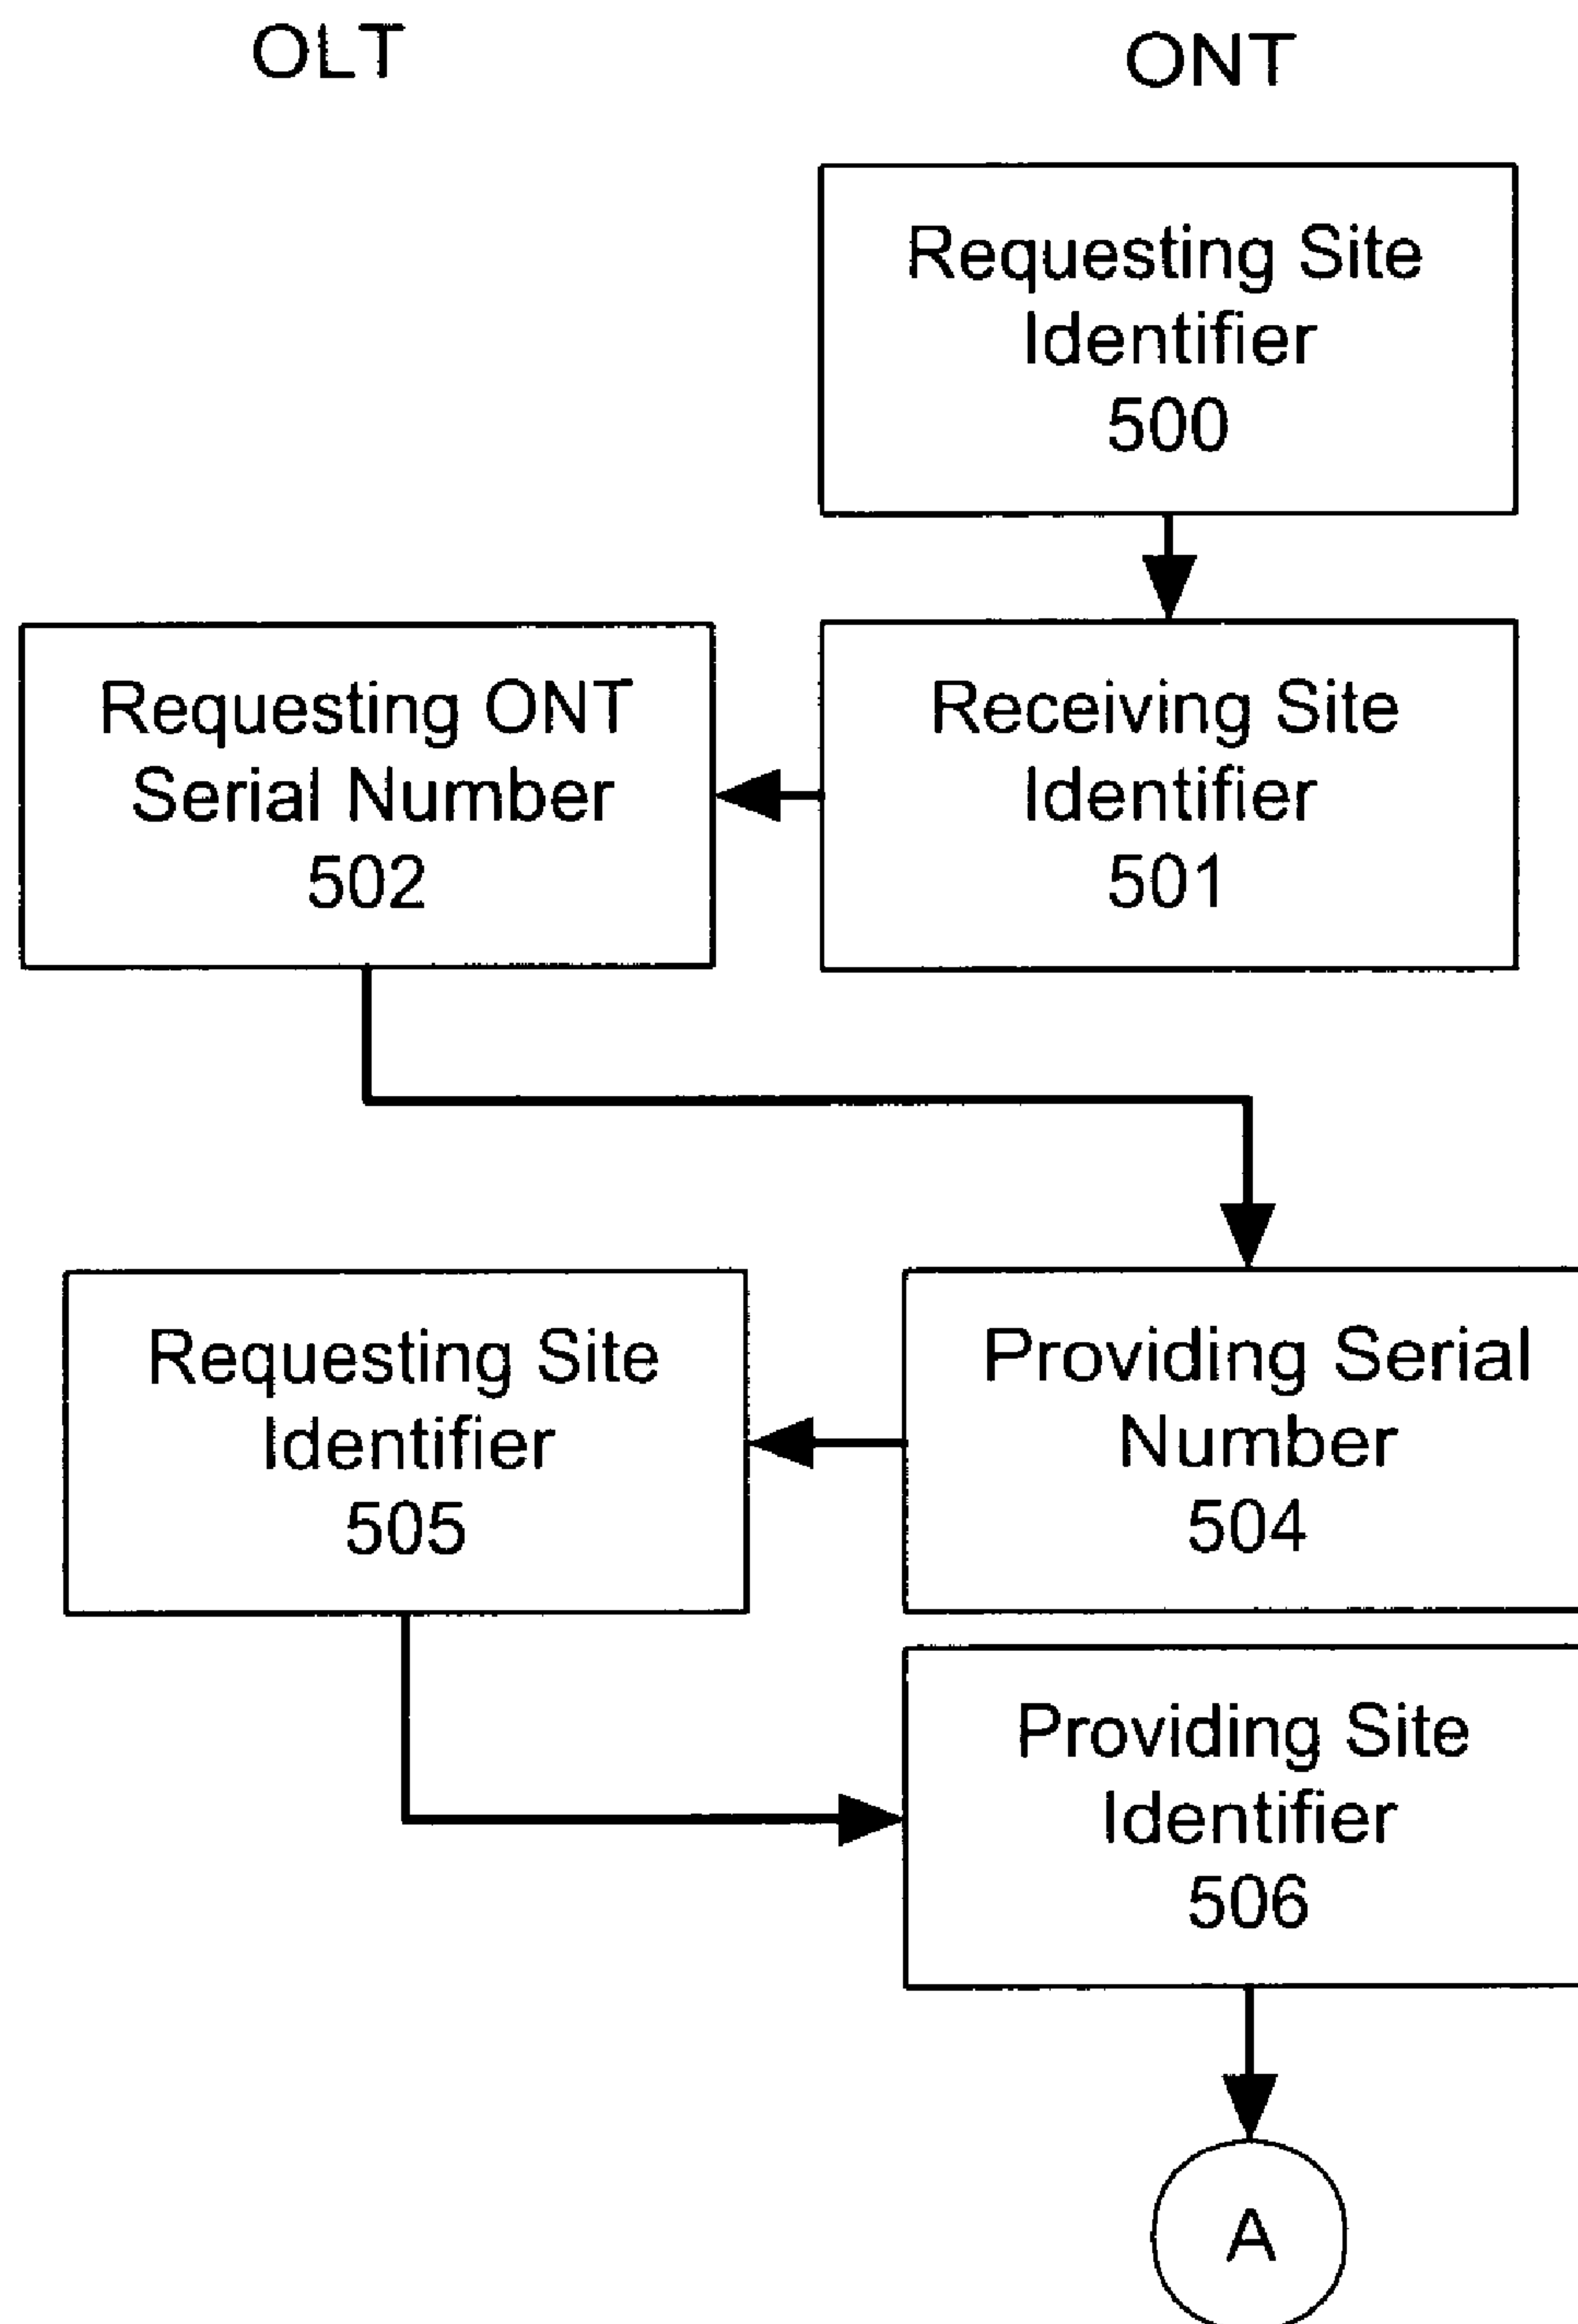 OLT
ONT
Requesting Site
Identifier
500
Requesting ONT
Serial Number
502
Receiving Site
Identifier
501
Requesting Site
Identifier
505
Providing Serial
Number
504
Providing Site
Identifier
506
A